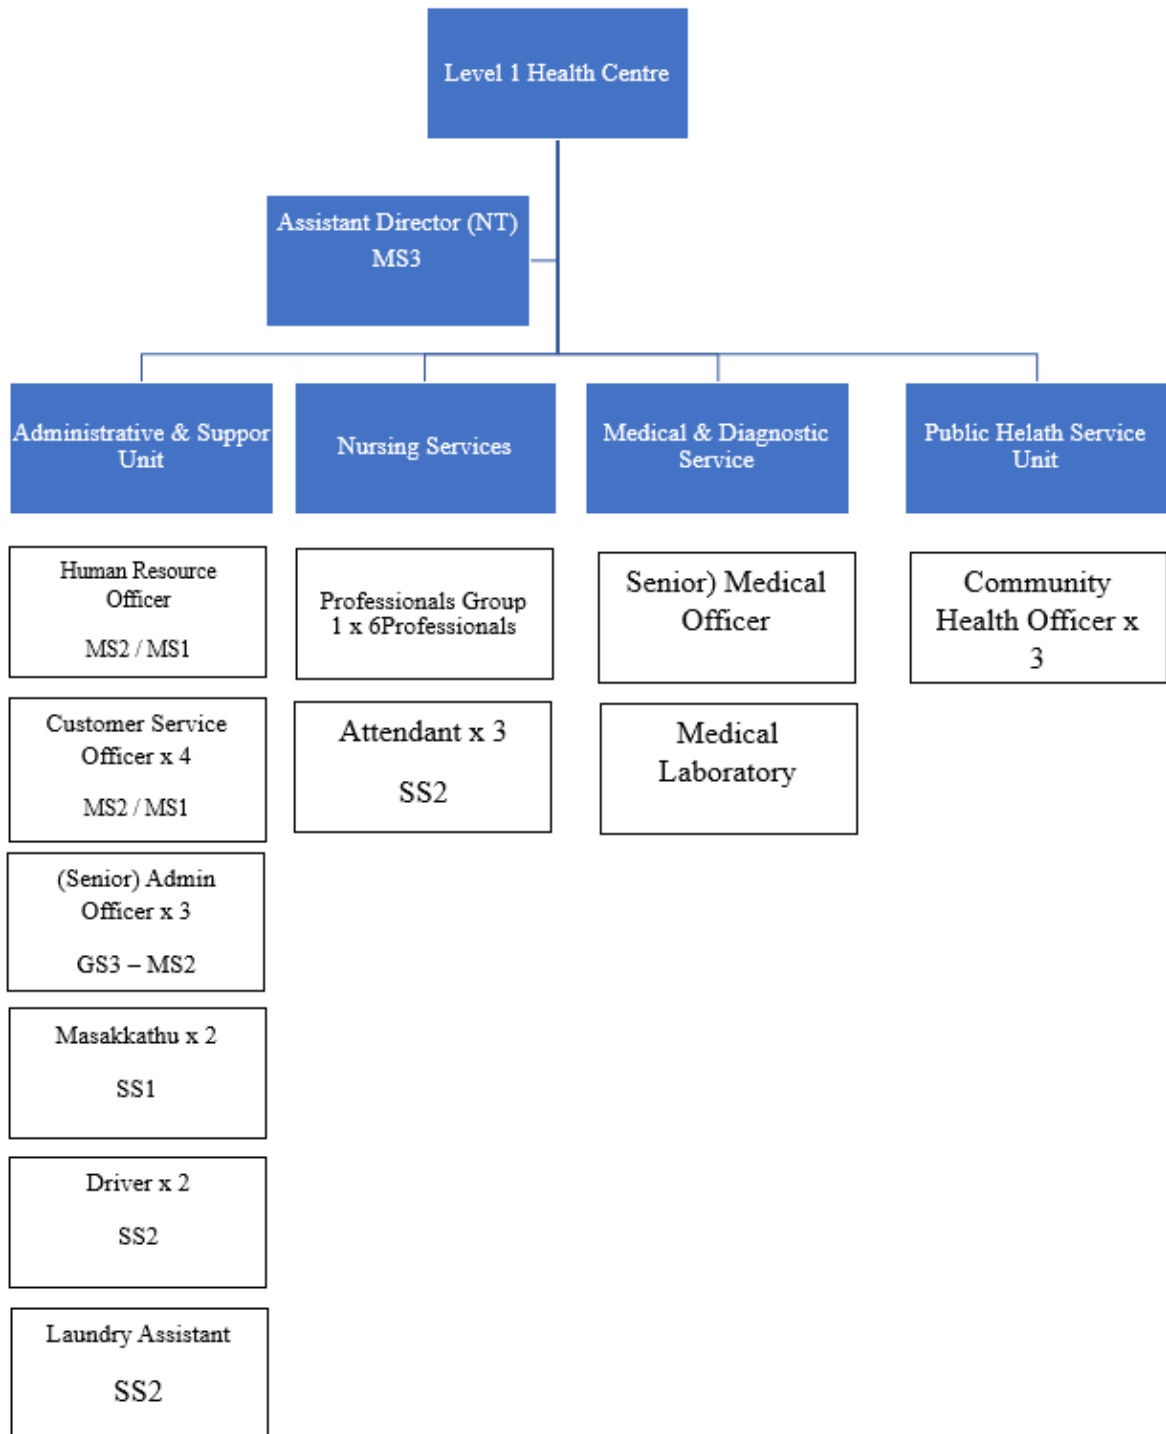 Level 1 Health Centre
Assistant Director (NT)
MS3
Administrative & Suppor
Unit
Nursing Services
Medical & Diagnostic
Service
Public Helath Service
Unit
Human Resource
Officer
MS2 / MS1
Customer Service
Officer x 4
MS2 / MS1
(Senior) Admin
Officer x 3
GS3 – MS2
Masakkathu x 2
SS1
Driver x 2
SS2
Laundry Assistant
SS2
Professionals Group
1 x 6Professionals
Attendant x 3
SS2
Senior) Medical
Officer
Medical
Laboratory
Community
Health Officer x
3